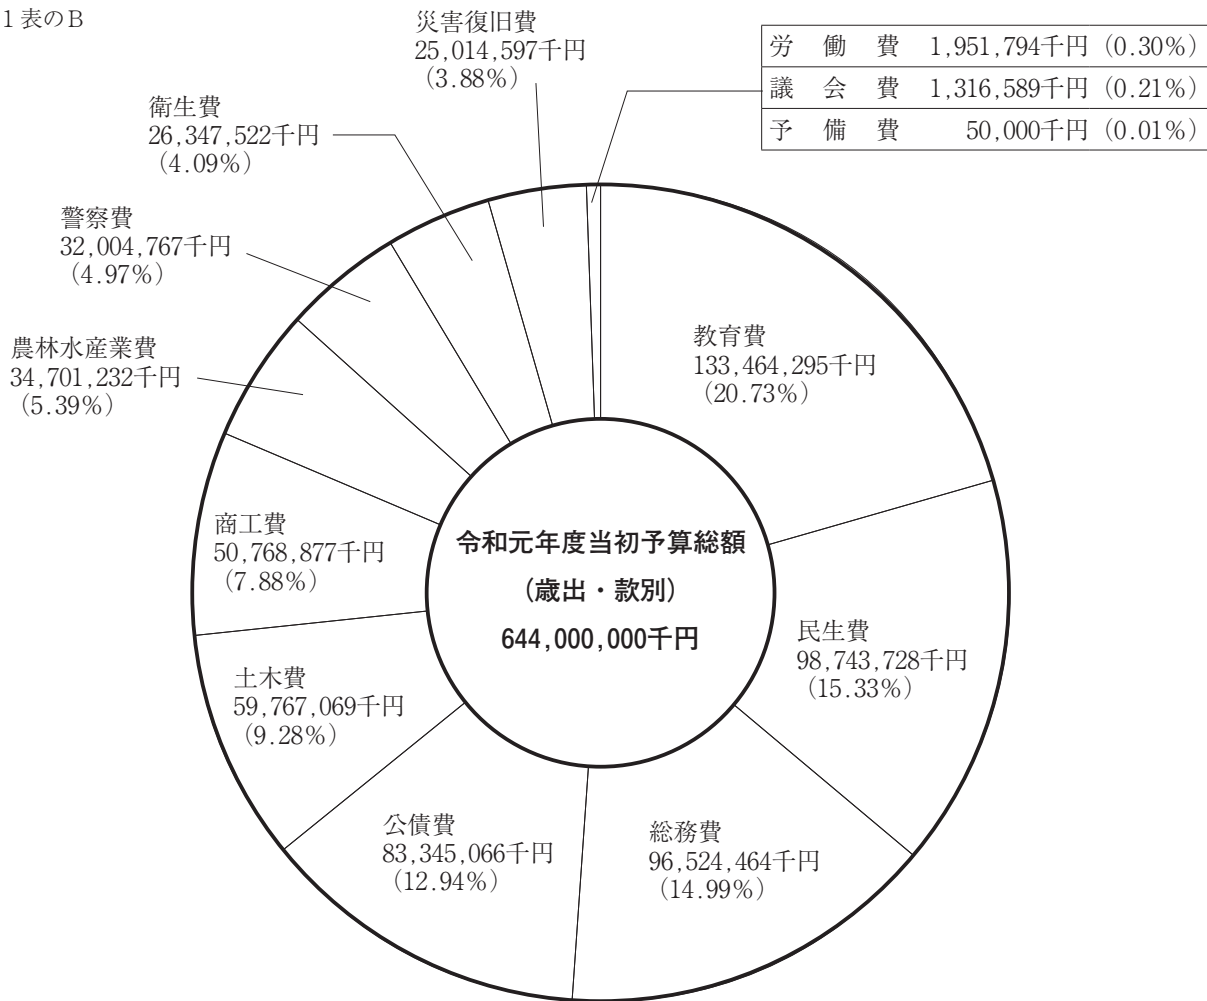 1表のB
災害復旧費
25,014,597千円
(3.88%)
労働費 1,951,794千円 (0.30%)
議会費 1,316,589千円 (0.21%)
予備費 50,000千円 (0.01%)
衛生費
26,347,522千円
(4.09%)
警察費
32,004,767千円
(4.97%)
農林水産業費
34,701,232千円
(5.39%)
教育費
133,464,295千円
(20.73%)
商工費
50,768,877千円
(7.88%)
令和元年度当初予算総額
(歳出・款別)
644,000,000千円
民生費
98,743,728千円
(15.33%)
土木費
59,767,069千円
(9.28%)
公債費
83,345,066千円
(12.94%)
総務費
96,524,464千円
(14.99%)